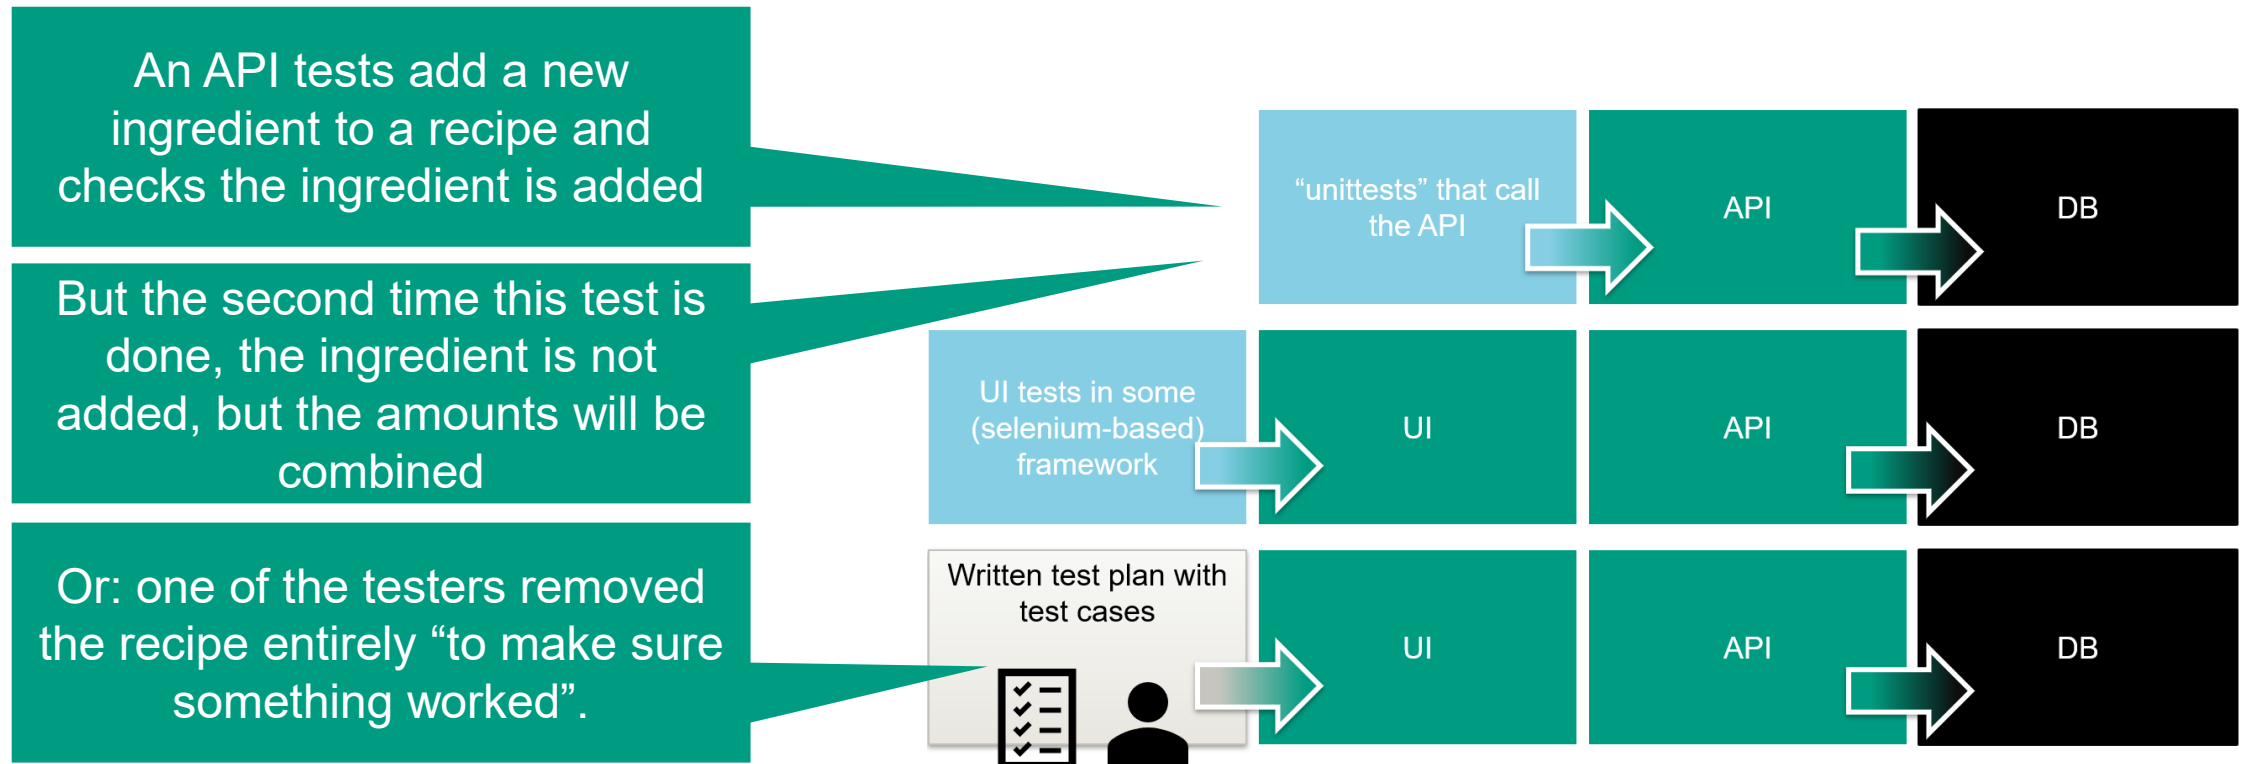 An API tests add a new
ingredient to a recipe and
checks the ingredient is added
But the second time this test is
done, the ingredient is not
added, but the amounts will be
combined
Or: one of the testers removed
the recipe entirely “to make sure
something worked”.
“unittests” that call
the API
API
DB
UI tests in some
(selenium-based)
framework
UI
API
DB
Written test plan with
test cases
UI
API
DB